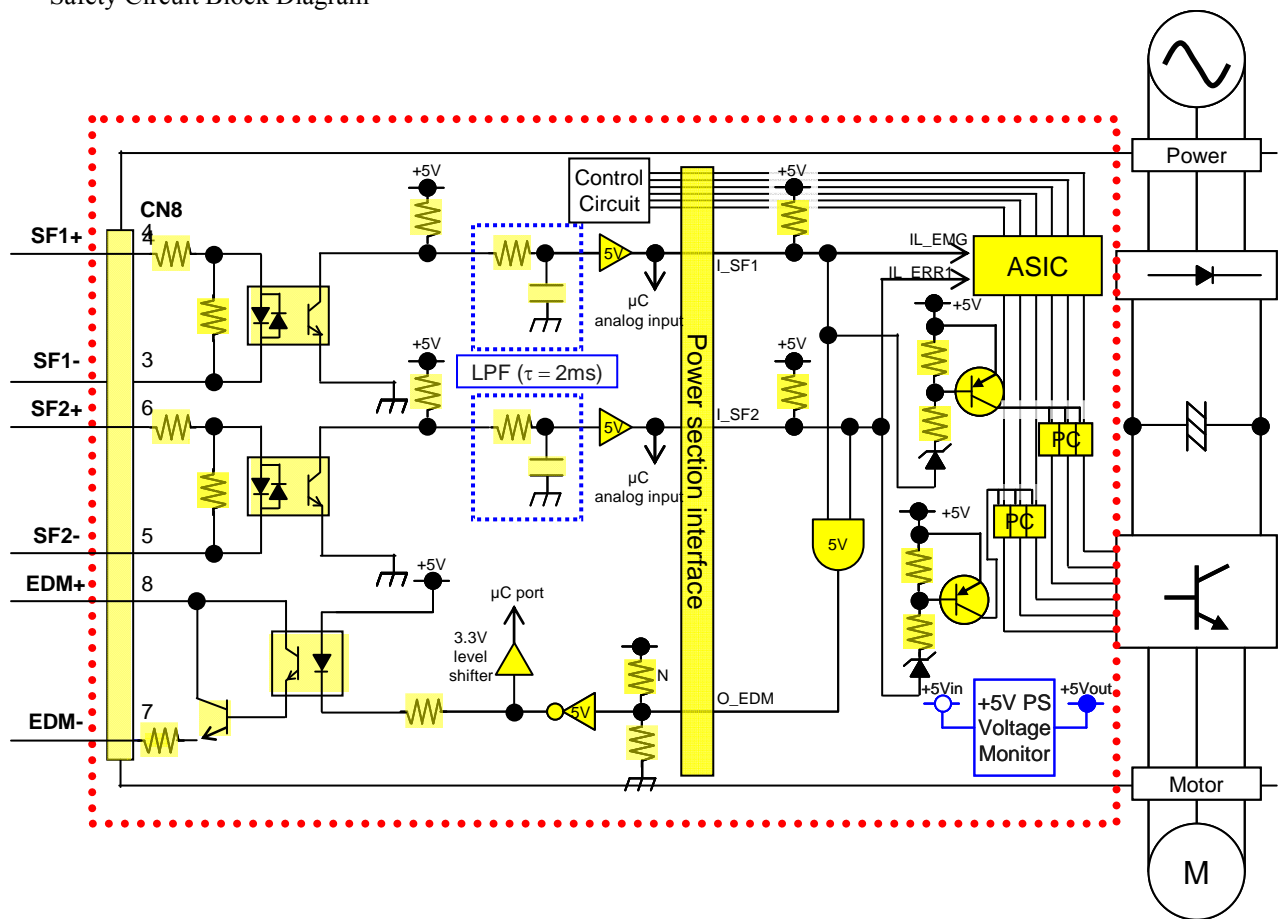 Safety Circuit Block Diagram
Power
+5V
+5V
Control
Circuit
CN8
4
4
SF1+
5V
I_SF1
IL_EMG
IL_ERR1
ASIC
µC
analog input
+5V
SF1-
3
+5V
LPF (τ = 2ms)
+5V
Power section interface
SF2+
6
5V
I_SF2
PC
µC
analog input
SF2-
5
5V
PC
+5V
EDM+
8
+5V
µC port
3.3V
level
shifter
N
O_EDM
+5Vin
+5V PS
Voltage
Monitor
+5Vout
EDM-
7
5V
Motor
M